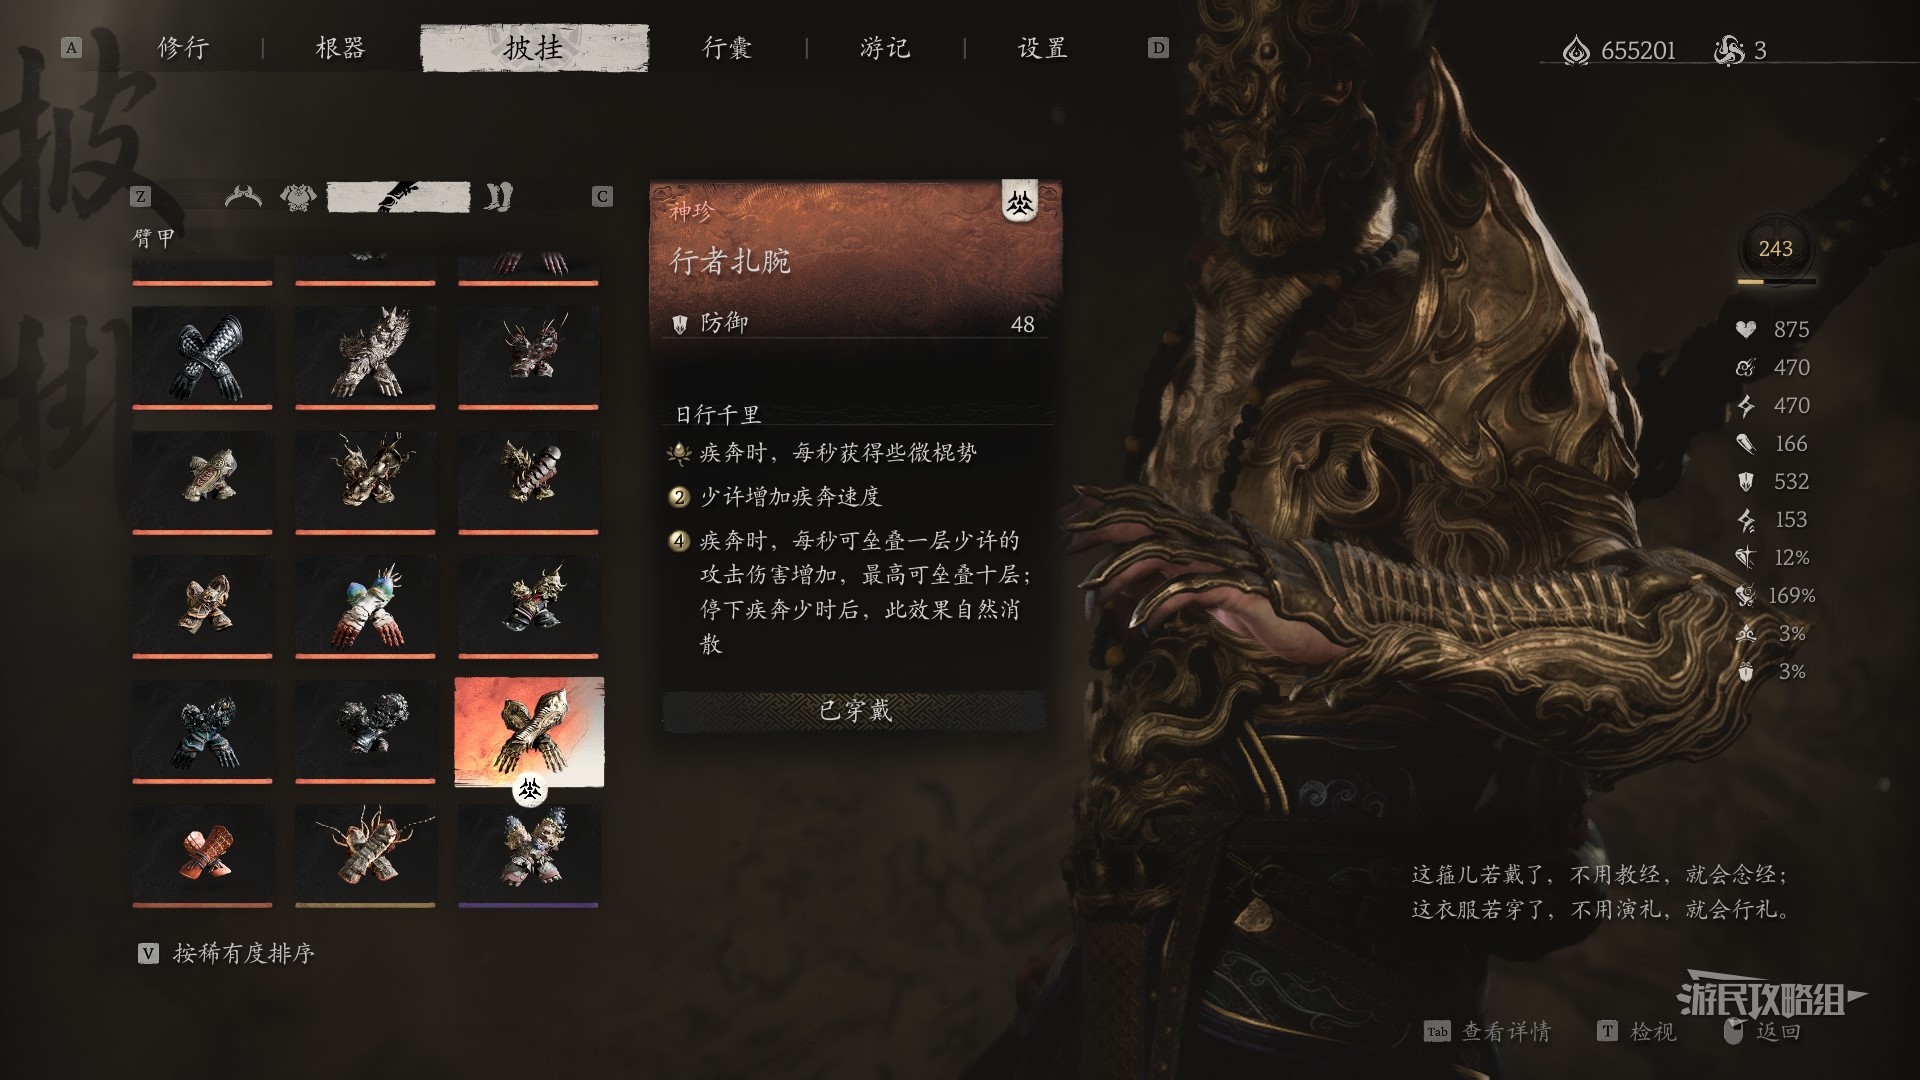 A
修行
根器
披挂
行囊
游记
设置
D
655201
3
披挂
Z
C
臂甲
神珍
行者扎腕
防御
48
日行千里
疾奔时，每秒获得些微棍势
2 少许增加疾奔速度
4 疾奔时，每秒可垒叠一层少许的
攻击伤害增加，最高可垒叠十层；
停下疾奔少时后，此效果自然消
散
已穿戴
243
875
470
470
166
532
153
12%
169%
3%
3%
这箍儿若戴了，不用教经，就会念经；
这衣服若穿了，不用演礼，就会行礼。
V 按稀有度排序
游民攻略组
Tab 查看详情
T 检视
返回